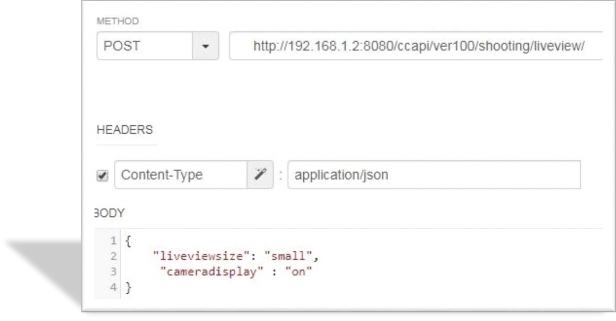 METHOD
POST http://192.168.1.2:8080/ccapi/ver100/shooting/liveview/
HEADERS
Content-Type : application/json
BODY
1 {
2 "liveviewsize": "small",
3 "cameradisplay" : "on"
4 }